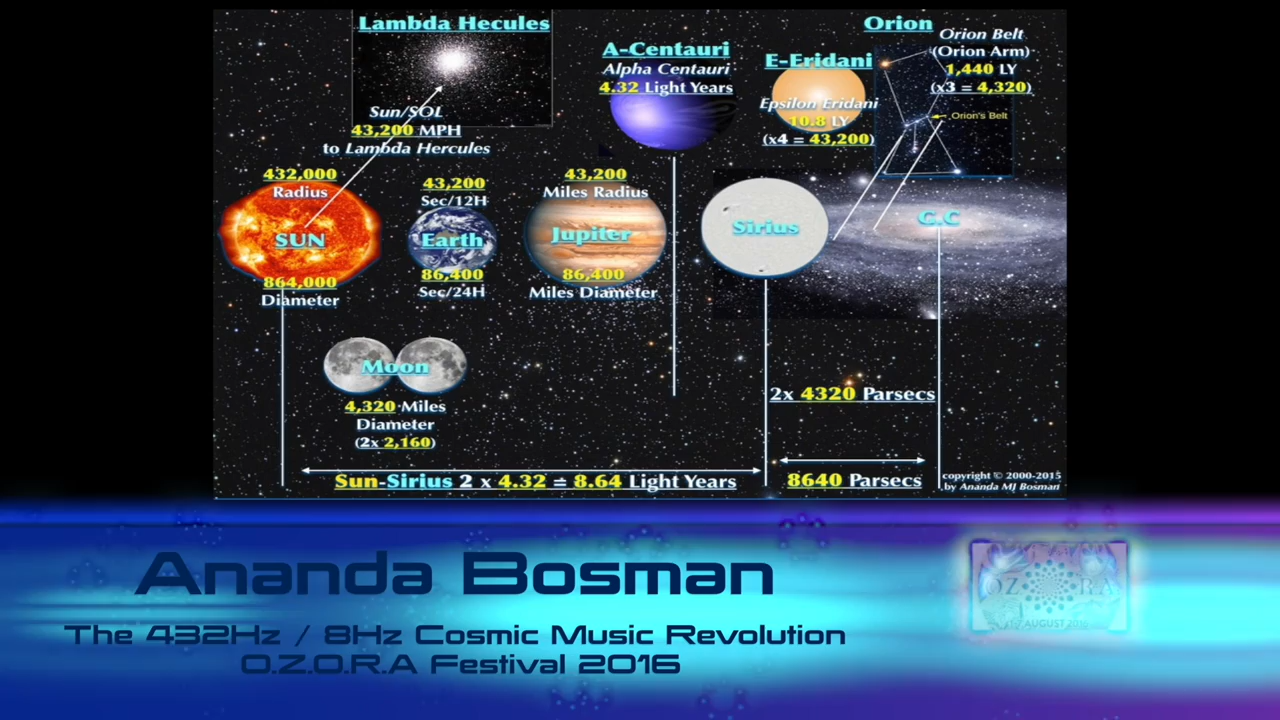 Lambda Hecules
Orion
Orion Belt
(Orion Arm)
1,440 LY
(x3 = 4,320)
Orion's Belt
A-Centauri
Alpha Centauri
4.32 Light Years
E-Eridani
Epsilon Eridani
10.8 LY
(x4 = 43,200)
Sun/SOL
43,200 MPH
to Lambda Hercules
432,000
Radius
SUN
864,000
Diameter
43,200
Sec/12H
Earth
86,400
Sec/24H
43,200
Miles Radius
Jupiter
86,400
Miles Diameter
Sirius
G.C
Moon
4,320 Miles
Diameter
(2x 2,160)
2x 4320 Parsecs
Sun-Sirius 2 x 4.32 = 8.64 Light Years
8640 Parsecs
copyright © 2000-2015
by Ananda MJ Bosman
Ananda Bosman
The 432Hz / 8Hz Cosmic Music Revolution
O.Z.O.R.A Festival 2016
OZORA
AUGUST 2016